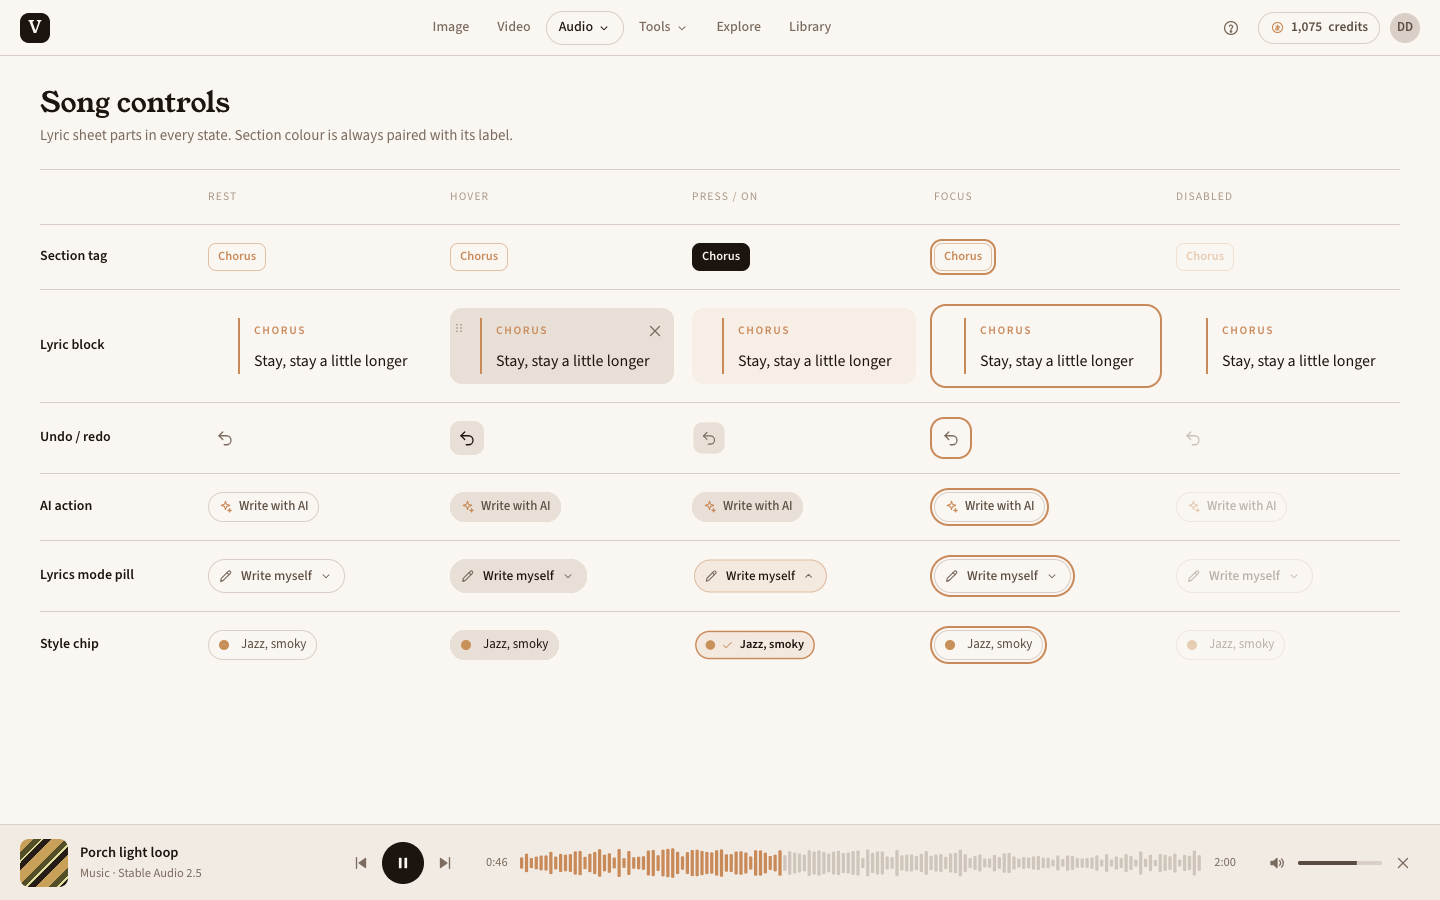 V
Image
Video
Audio
Tools
Explore
Library
1,075 credits
DD
Song controls
Lyric sheet parts in every state. Section colour is always paired with its label.
REST
HOVER
PRESS / ON
FOCUS
DISABLED
Section tag
Chorus
Chorus
Chorus
Chorus
Chorus
Lyric block
CHORUS
Stay, stay a little longer
CHORUS
Stay, stay a little longer
CHORUS
Stay, stay a little longer
CHORUS
Stay, stay a little longer
CHORUS
Stay, stay a little longer
Undo / redo
AI action
Write with AI
Write with AI
Write with AI
Write with AI
Write with AI
Lyrics mode pill
Write myself
Write myself
Write myself
Write myself
Write myself
Style chip
Jazz, smoky
Jazz, smoky
Jazz, smoky
Jazz, smoky
Jazz, smoky
Porch light loop
Music · Stable Audio 2.5
0:46
2:00